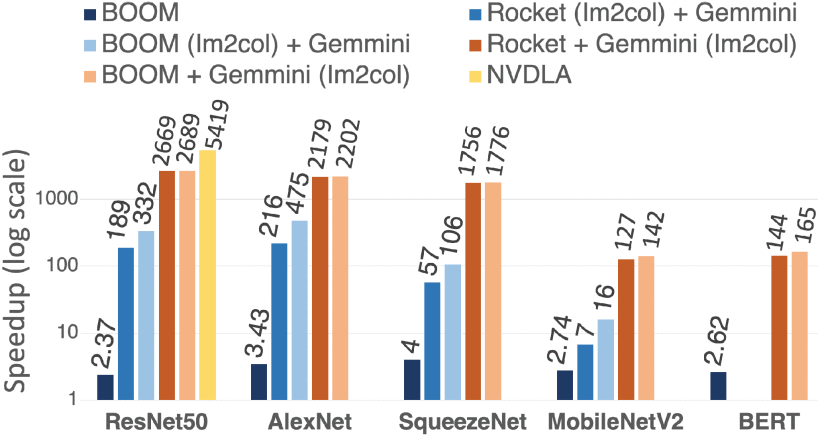 BOOM
Rocket (Im2col) + Gemmini
BOOM (Im2col) + Gemmini
Rocket + Gemmini (Im2col)
BOOM + Gemmini (Im2col)
NVDLA
Speedup (log scale)
1000
100
10
1
2.37
189
332
2669
2689
5419
3.43
216
475
2179
2202
4
57
106
1756
1776
2.74
7
16
127
142
2.62
144
165
ResNet50
AlexNet
SqueezeNet
MobileNetV2
BERT